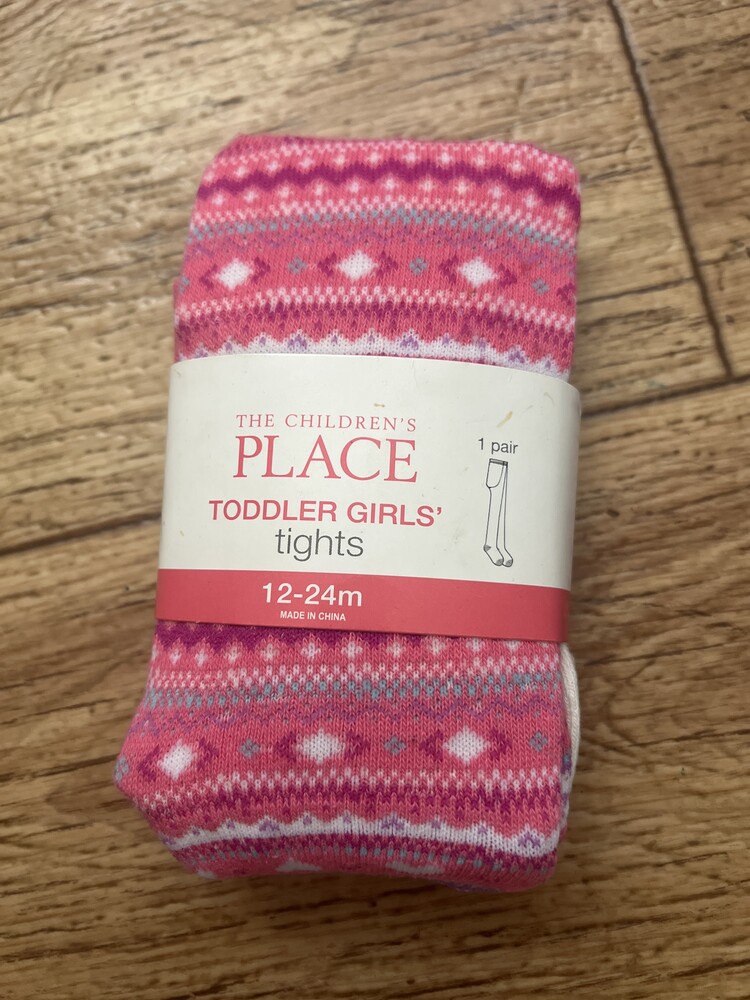 THE CHILDREN'S
PLACE
TODDLER GIRLS'
tights
1 pair
12-24m
MADE IN CHINA